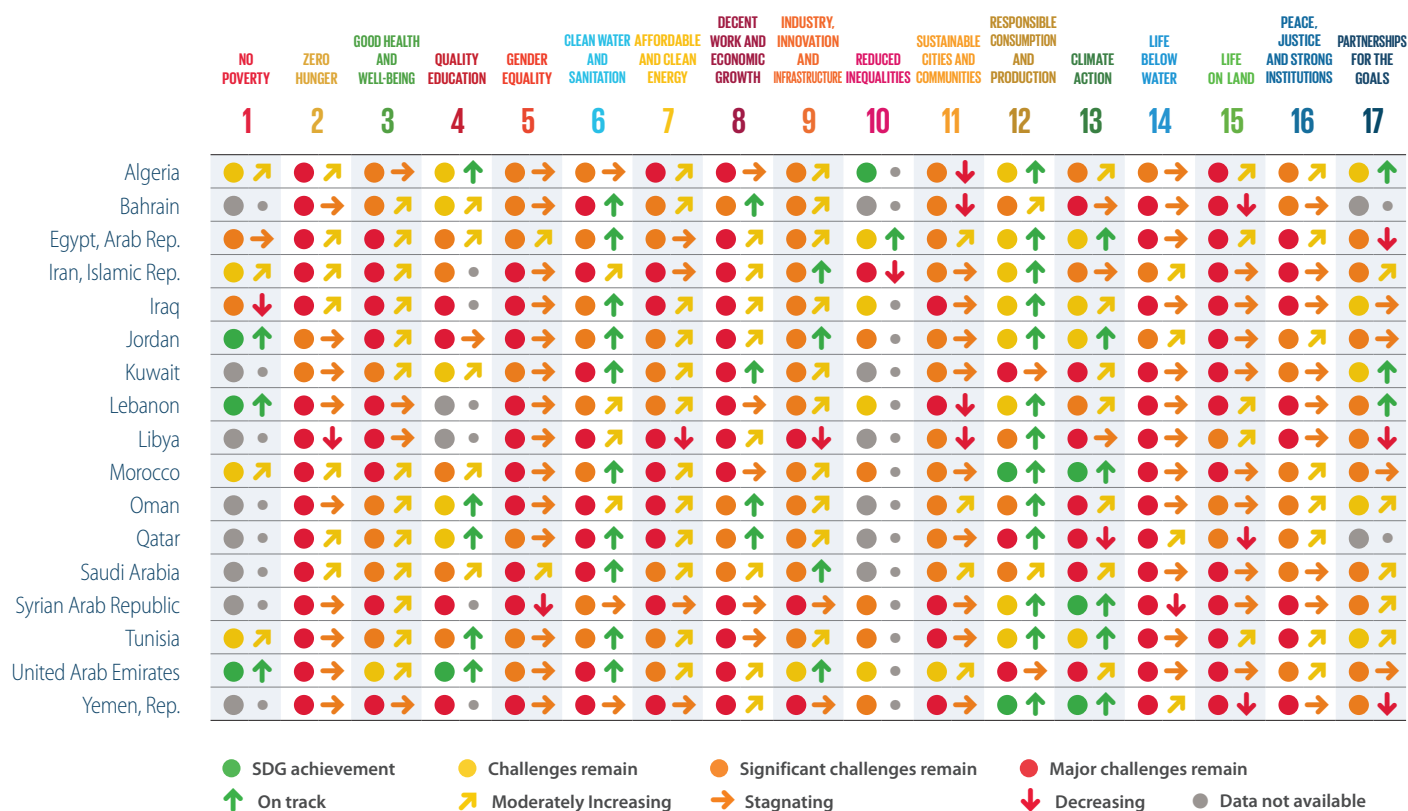 NO POVERTY
ZERO HUNGER
GOOD HEALTH AND WELL-BEING
QUALITY EDUCATION
GENDER EQUALITY
CLEAN WATER AND SANITATION
AFFORDABLE AND CLEAN ENERGY
DECENT WORK AND ECONOMIC GROWTH
INDUSTRY, INNOVATION AND INFRASTRUCTURE
REDUCED INEQUALITIES
SUSTAINABLE CITIES AND COMMUNITIES
RESPONSIBLE CONSUMPTION AND PRODUCTION
CLIMATE ACTION
LIFE BELOW WATER
LIFE ON LAND
PEACE, JUSTICE AND STRONG INSTITUTIONS
PARTNERSHIPS FOR THE GOALS
1 2 3 4 5 6 7 8 9 10 11 12 13 14 15 16 17
Algeria
Bahrain
Egypt, Arab Rep.
Iran, Islamic Rep.
Iraq
Jordan
Kuwait
Lebanon
Libya
Morocco
Oman
Qatar
Saudi Arabia
Syrian Arab Republic
Tunisia
United Arab Emirates
Yemen, Rep.
SDG achievement Challenges remain Significant challenges remain Major challenges remain
On track Moderately Increasing Stagnating Decreasing Data not available